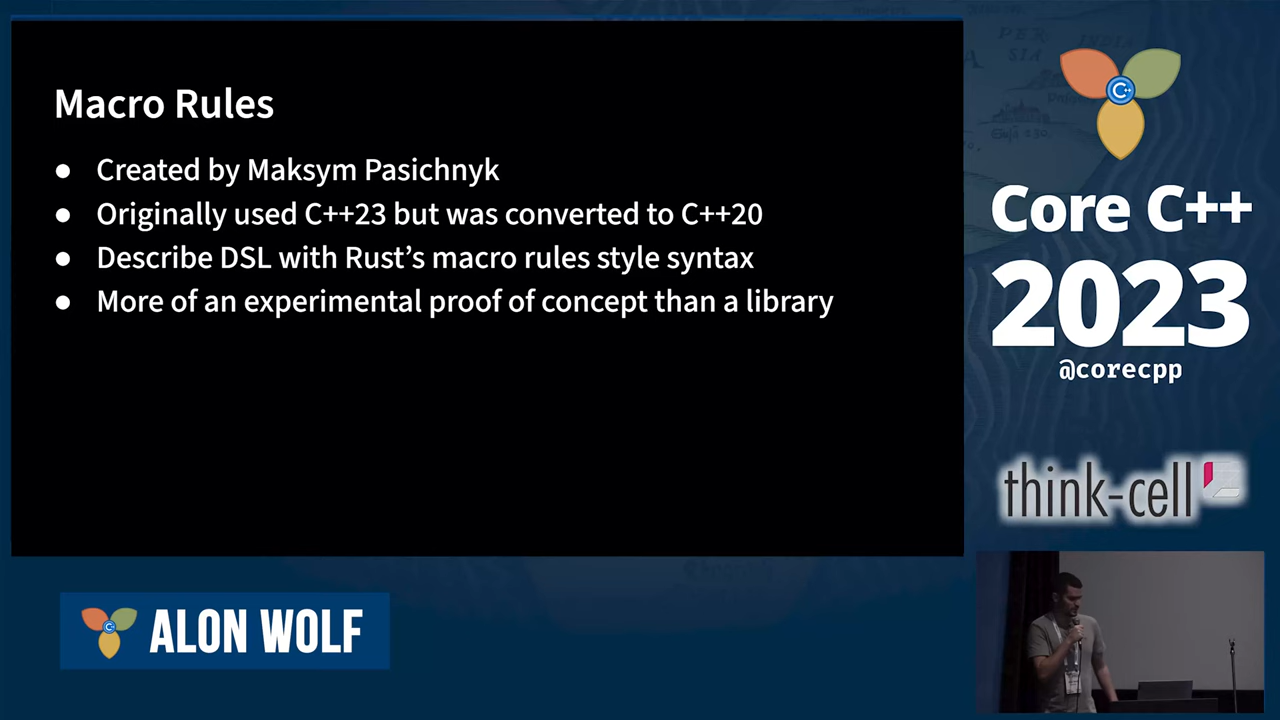 Macro Rules
● Created by Maksym Pasichnyk
● Originally used C++23 but was converted to C++20
● Describe DSL with Rust’s macro rules style syntax
● More of an experimental proof of concept than a library
C++
Core C++
2023
@corecpp
think-cell
ALON WOLF